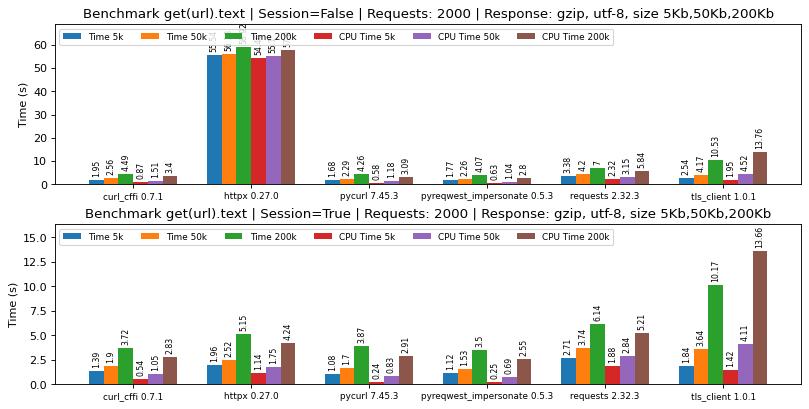 Benchmark get(url).text | Session=False | Requests: 2000 | Response: gzip, utf-8, size 5Kb,50Kb,200Kb
Time 5k Time 50k Time 200k CPU Time 5k CPU Time 50k CPU Time 200k
Time (s)
60
50
40
30
20
10
0
1.95 2.56 4.49 0.87 1.51 3.4
1.68 2.29 4.26 0.58 1.18 3.09
1.77 2.26 4.07 0.63 1.04 2.8
3.38 4.2 7 2.32 3.15 5.84
2.54 4.17 10.53 1.95 4.52 13.76
curl_cffi 0.7.1 httpx 0.27.0 pycurl 7.45.3 pyreqwest_impersonate 0.5.3 requests 2.32.3 tls_client 1.0.1
Benchmark get(url).text | Session=True | Requests: 2000 | Response: gzip, utf-8, size 5Kb,50Kb,200Kb
Time 5k Time 50k Time 200k CPU Time 5k CPU Time 50k CPU Time 200k
Time (s)
15.0
12.5
10.0
7.5
5.0
2.5
0.0
1.39 1.9 3.72 0.54 1.05 2.83
1.96 2.52 5.15 1.14 1.75 4.24
1.08 1.7 3.87 0.24 0.83 2.91
1.12 1.53 3.5 0.25 0.69 2.55
2.71 3.74 6.14 1.88 2.84 5.21
1.84 3.64 10.17 1.42 4.11 13.66
curl_cffi 0.7.1 httpx 0.27.0 pycurl 7.45.3 pyreqwest_impersonate 0.5.3 requests 2.32.3 tls_client 1.0.1